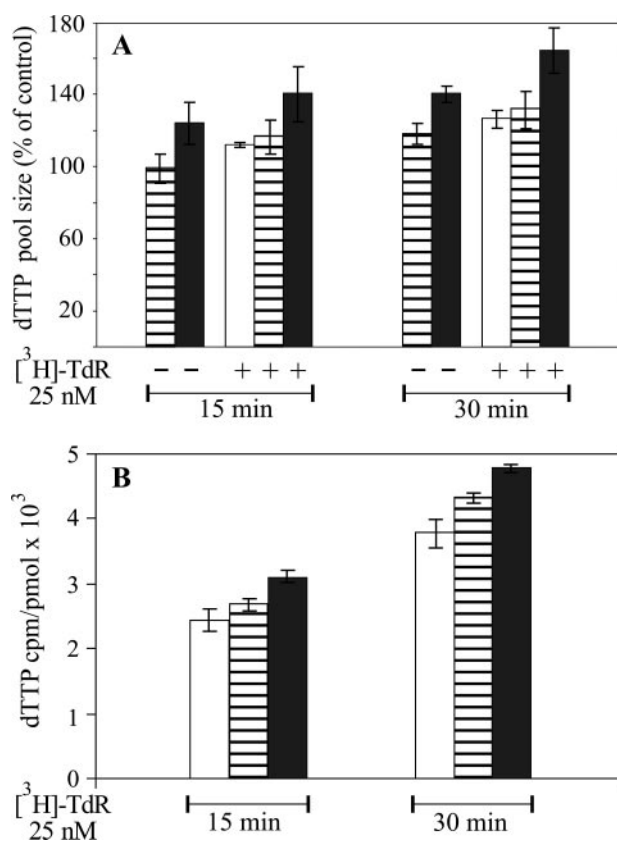 A
dTTP pool size (% of control)
180
140
100
60
20
[³H]-TdR − − + + + − − + + +
25 nM
15 min 30 min
B
dTTP cpm/pmol x 10³
5
4
3
2
1
0
[³H]-TdR
25 nM
15 min 30 min